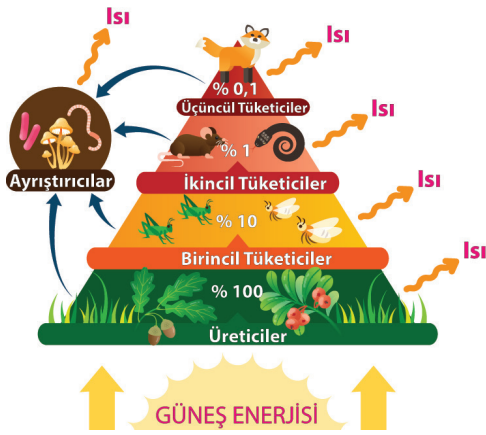 Isı
Isı
% 0,1
Üçüncül Tüketiciler
Isı
% 1
Ayrıştırıcılar
İkincil Tüketiciler
Isı
% 10
Birincil Tüketiciler
Isı
% 100
Üreticiler
GÜNEŞ ENERJİSİ